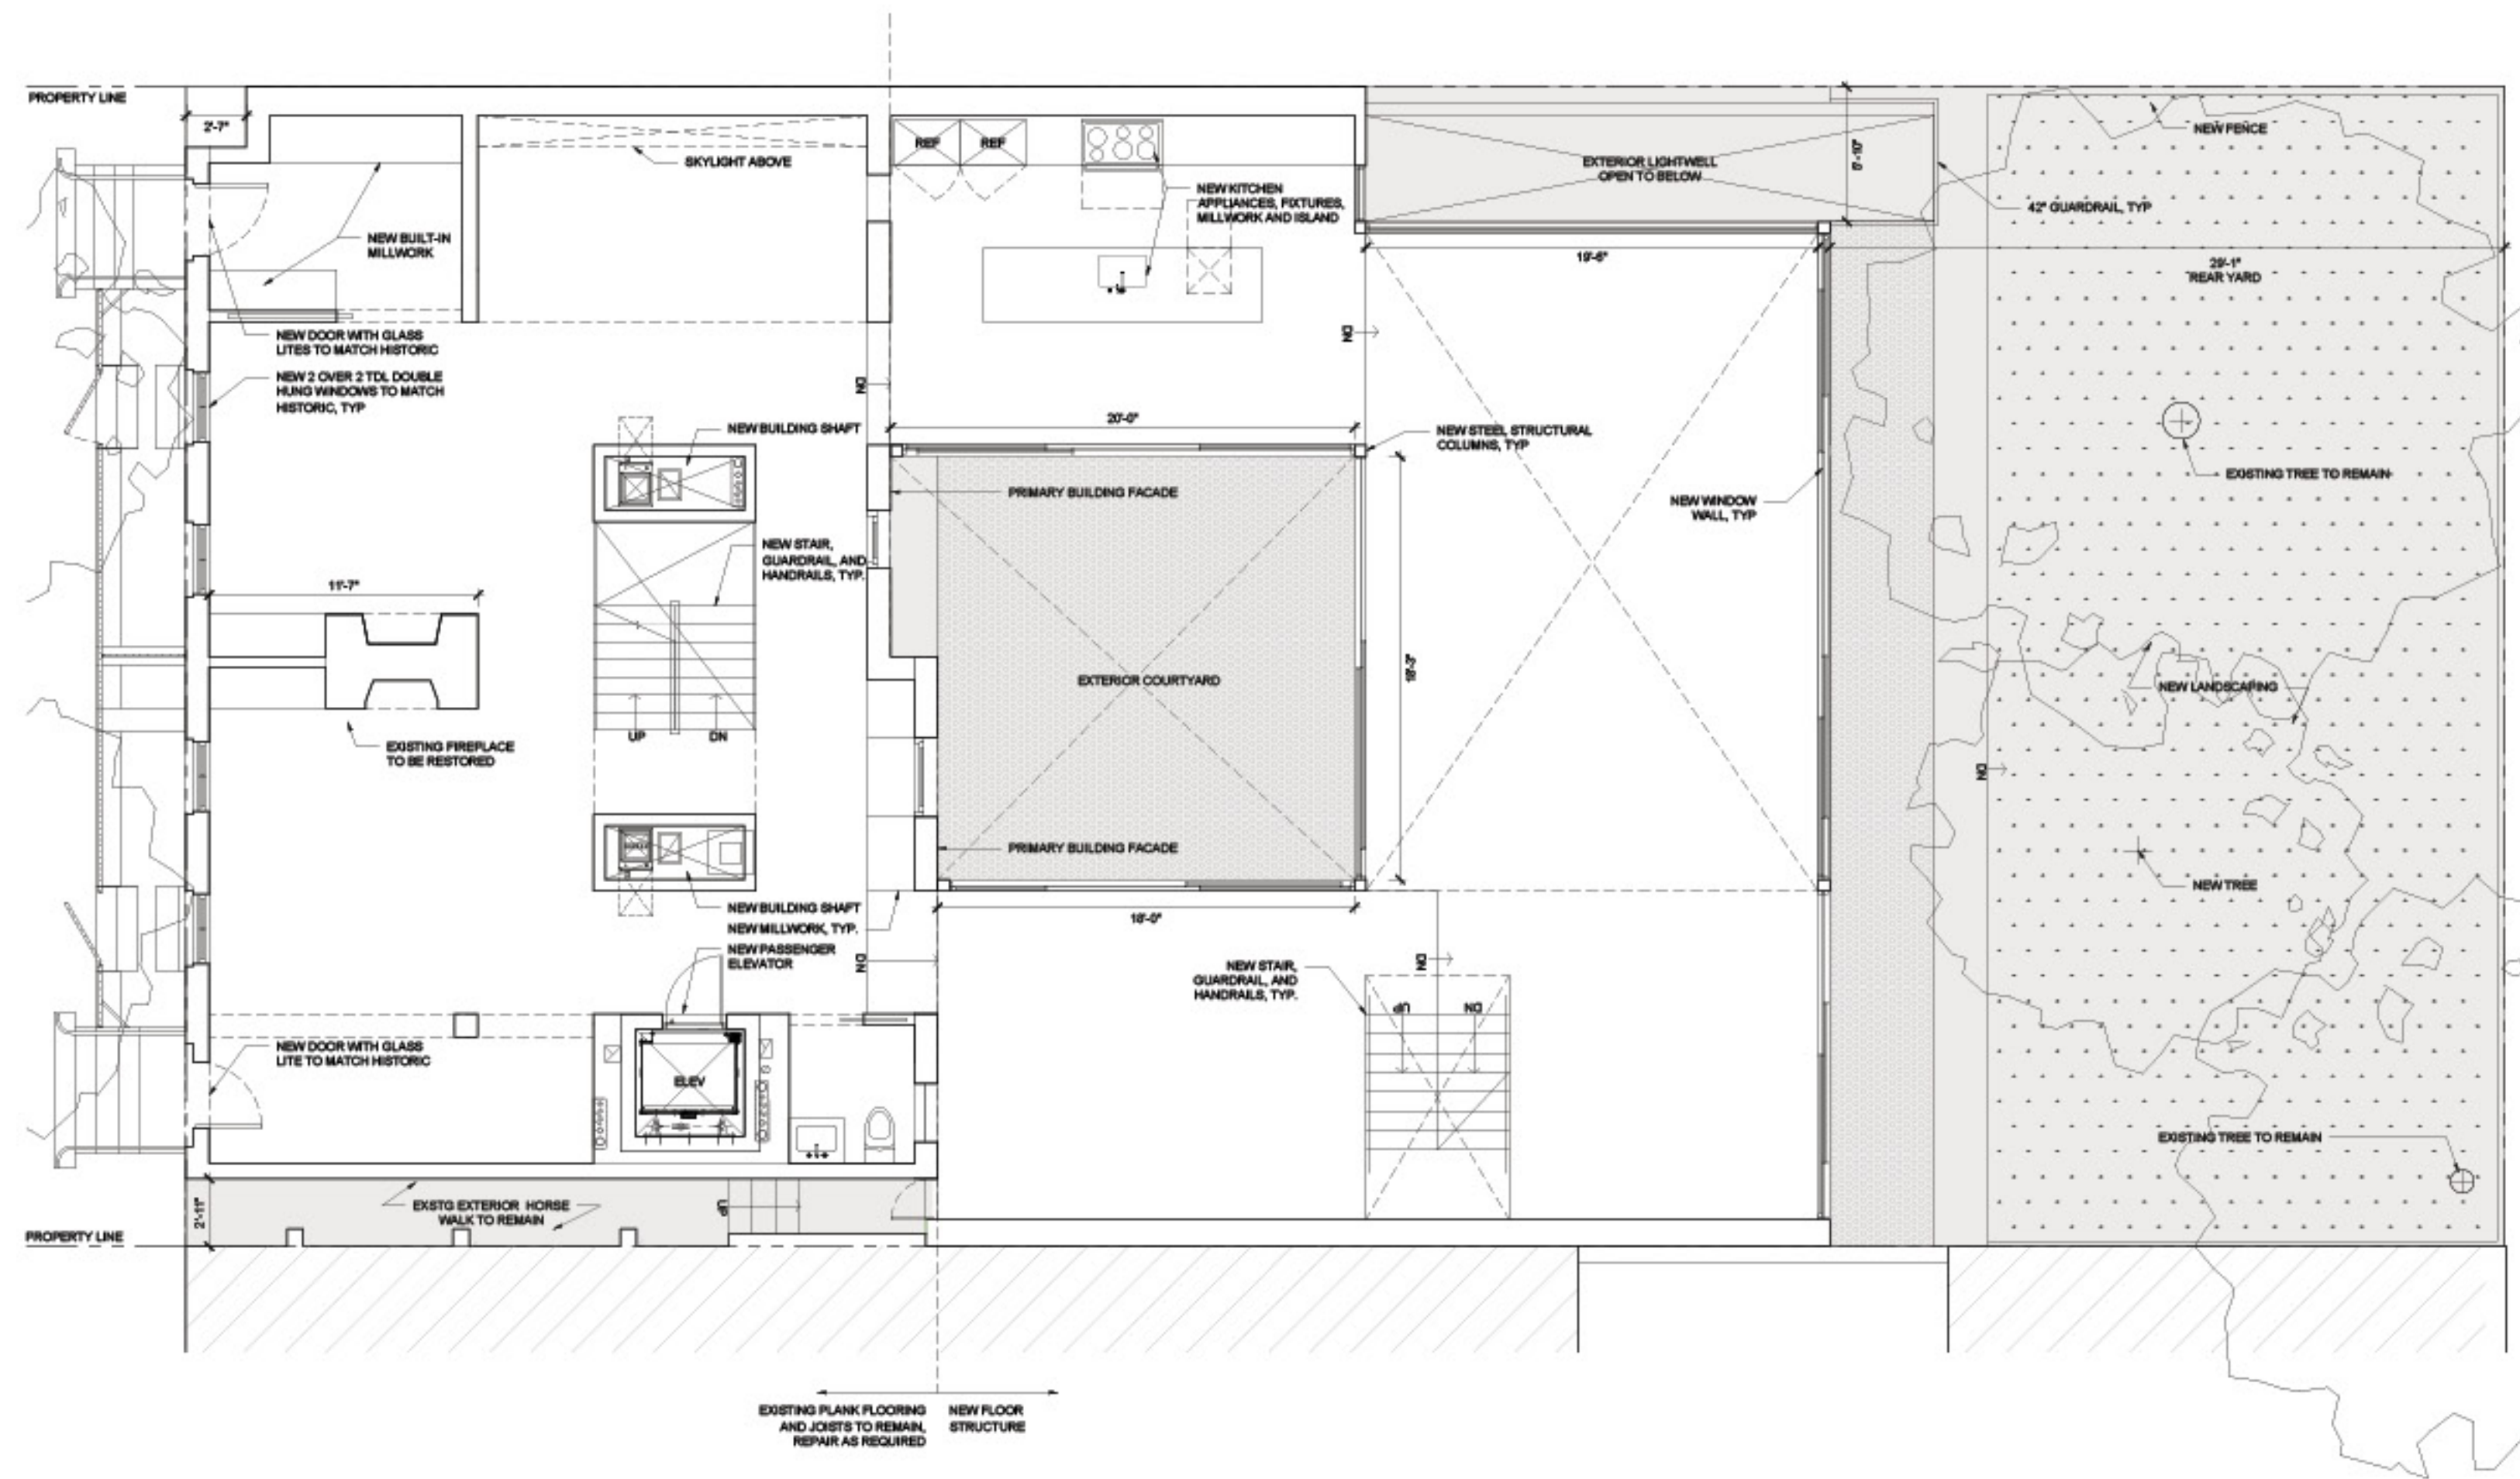 PROPERTY LINE
2'-7"
SKYLIGHT ABOVE
REF
REF
NEW KITCHEN
APPLIANCES, FIXTURES,
MILLWORK AND ISLAND
EXTERIOR LIGHTWELL
OPEN TO BELOW
NEW FENCE
42" GUARDRAIL, TYP
NEW BUILT-IN
MILLWORK
19'-6"
29'-1"
REAR YARD
NEW DOOR WITH GLASS
LITES TO MATCH HISTORIC
DN
NEW 2 OVER 2 TDL DOUBLE
HUNG WINDOWS TO MATCH
HISTORIC, TYP
DN
20'-0"
NEW BUILDING SHAFT
NEW STEEL STRUCTURAL
COLUMNS, TYP
EXISTING TREE TO REMAIN
PRIMARY BUILDING FACADE
NEW WINDOW
WALL, TYP
NEW STAIR,
GUARDRAIL, AND
HANDRAILS, TYP.
11'-7"
18'-3"
EXTERIOR COURTYARD
NEW LANDSCAPING
UP
DN
EXISTING FIREPLACE
TO BE RESTORED
DN
PRIMARY BUILDING FACADE
NEW TREE
NEW BUILDING SHAFT
NEW MILLWORK, TYP.
18'-0"
NEW PASSENGER
ELEVATOR
DN
DN
NEW STAIR,
GUARDRAIL, AND
HANDRAILS, TYP.
UP
DN
NEW DOOR WITH GLASS
LITE TO MATCH HISTORIC
ELEV
EXISTING TREE TO REMAIN
2'-11"
EXSTG EXTERIOR HORSE
WALK TO REMAIN
UP
PROPERTY LINE
EXISTING PLANK FLOORING
AND JOISTS TO REMAIN,
REPAIR AS REQUIRED
NEW FLOOR
STRUCTURE